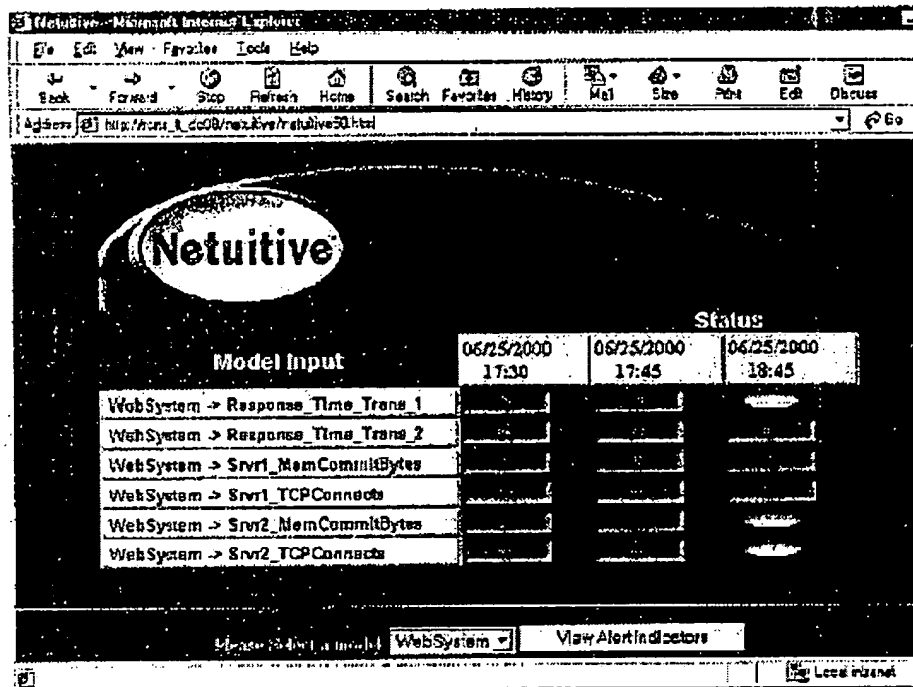 Netuitive - Microsoft Internet Explorer
File Edit View Favorites Tools Help
Back Forward Stop Refresh Home Search Favorites History Mail Size Print Edit Discuss
Address Go
Netuitive
Status
Model Input
06/25/2000 17:30
06/25/2000 17:45
06/25/2000 18:45
WebSystem -> Response_Time_Trans_1
WebSystem -> Response_Time_Trans_2
WebSystem -> Srvr1_MemCommitBytes
WebSystem -> Srvr1_TCPConnects
WebSystem -> Srvr2_MemCommitBytes
WebSystem -> Srvr2_TCPConnects
Please Select a model WebSystem View Alert Indicators
Local intranet